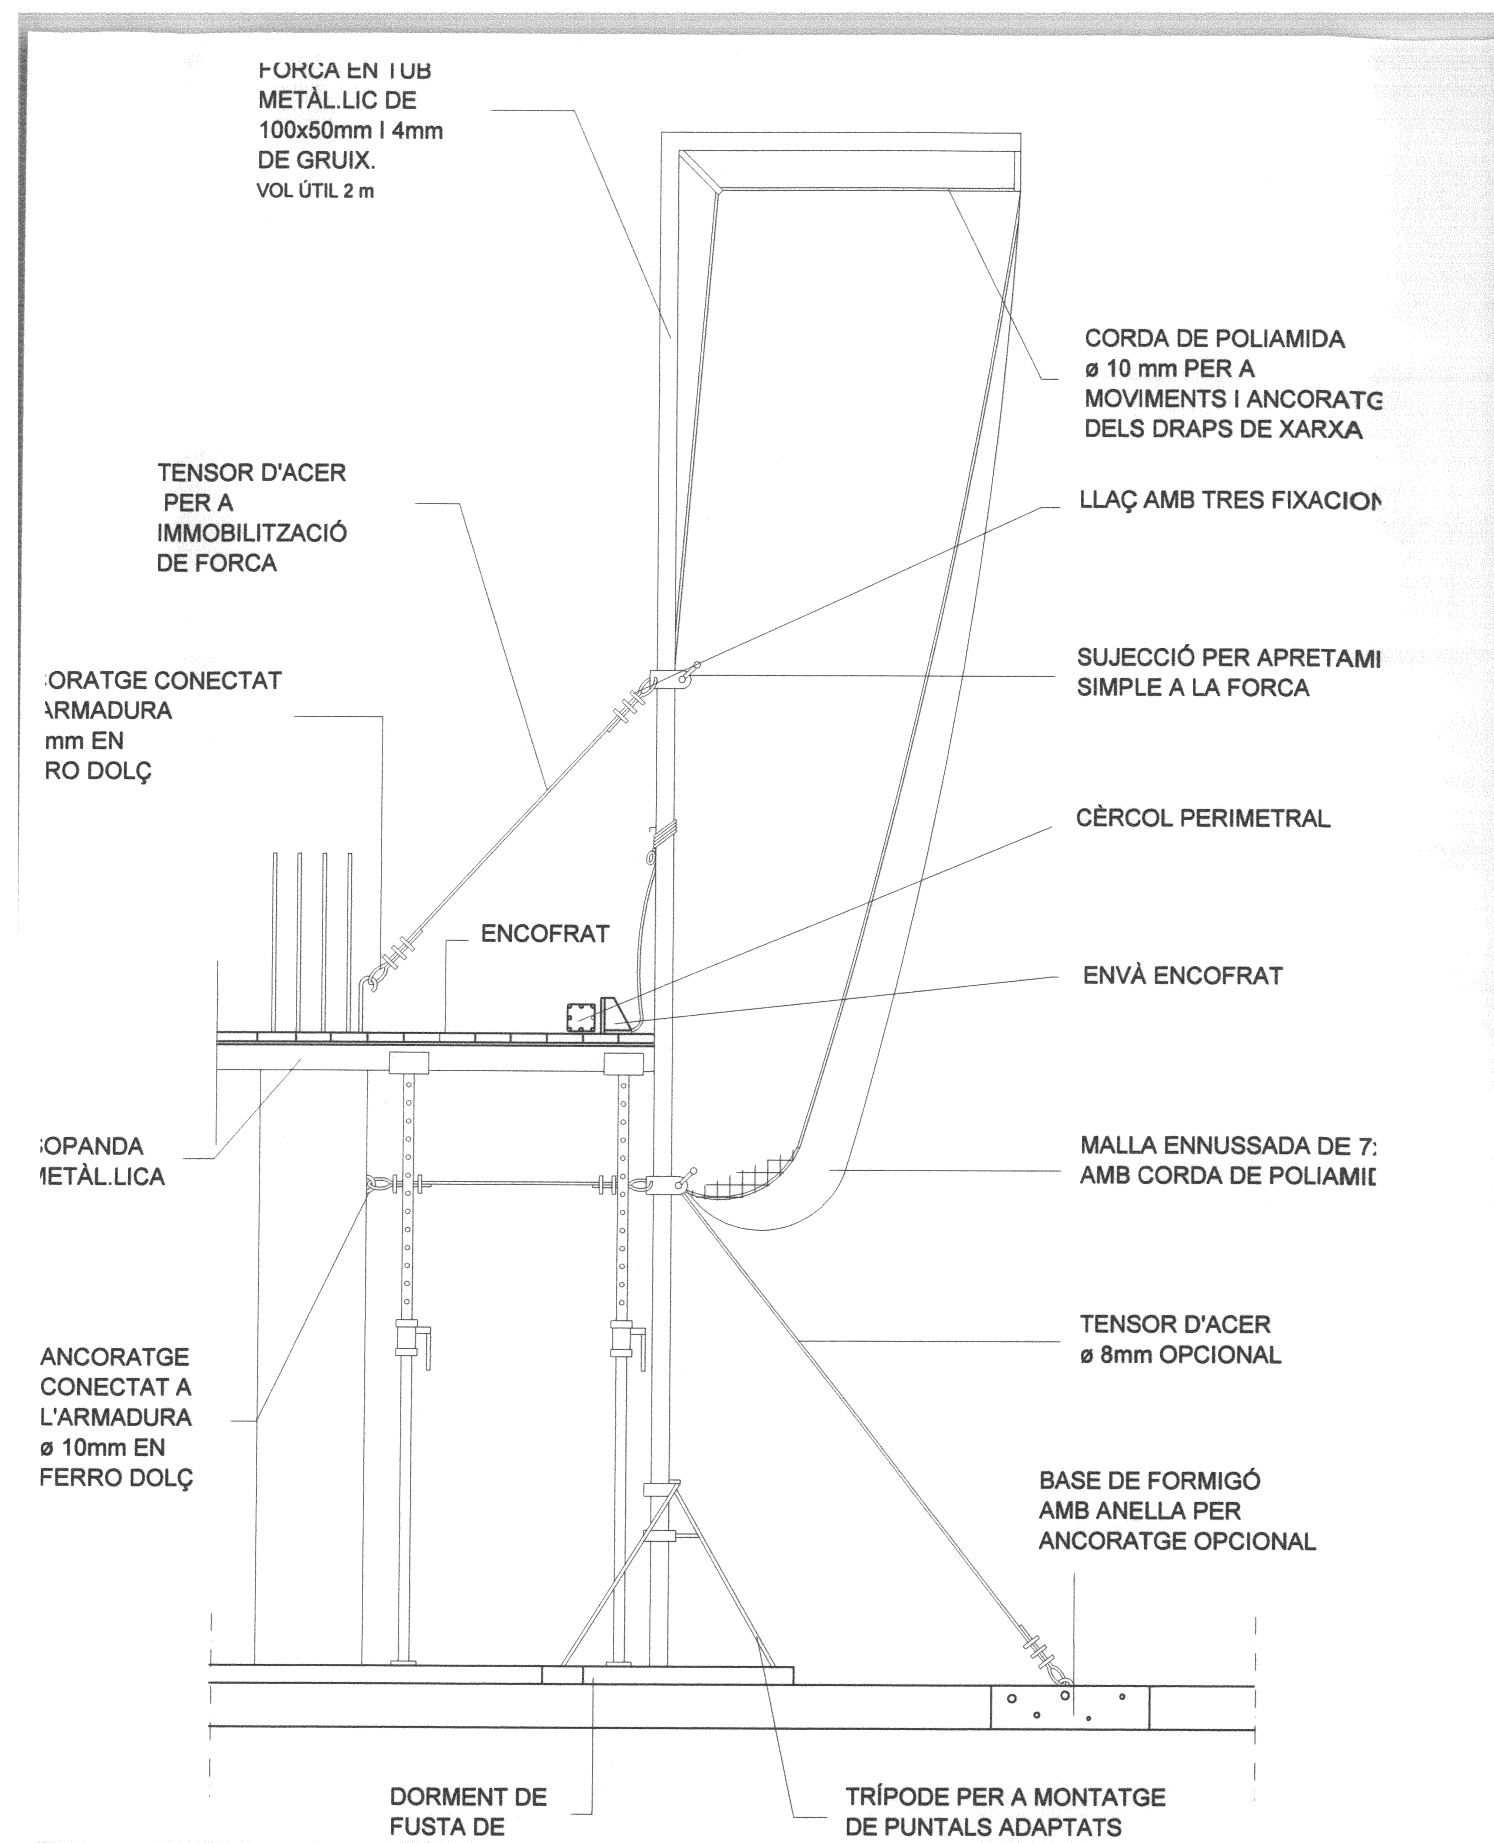 FORCA EN TUB
METÀL.LIC DE
100x50mm I 4mm
DE GRUIX.
VOL ÚTIL 2 m
CORDA DE POLIAMIDA
ø 10 mm PER A
MOVIMENTS I ANCORATG
DELS DRAPS DE XARXA
TENSOR D'ACER
PER A
IMMOBILITZACIÓ
DE FORCA
LLAÇ AMB TRES FIXACION
SUJECCIÓ PER APRETAMI
SIMPLE A LA FORCA
ORATGE CONECTAT
ARMADURA
mm EN
RO DOLÇ
CÈRCOL PERIMETRAL
ENCOFRAT
ENVÀ ENCOFRAT
OPANDA
METÀL.LICA
MALLA ENNUSSADA DE 7
AMB CORDA DE POLIAMID
TENSOR D'ACER
ø 8mm OPCIONAL
ANCORATGE
CONECTAT A
L'ARMADURA
ø 10mm EN
FERRO DOLÇ
BASE DE FORMIGÓ
AMB ANELLA PER
ANCORATGE OPCIONAL
DORMENT DE
FUSTA DE
TRÍPODE PER A MONTATGE
DE PUNTALS ADAPTATS